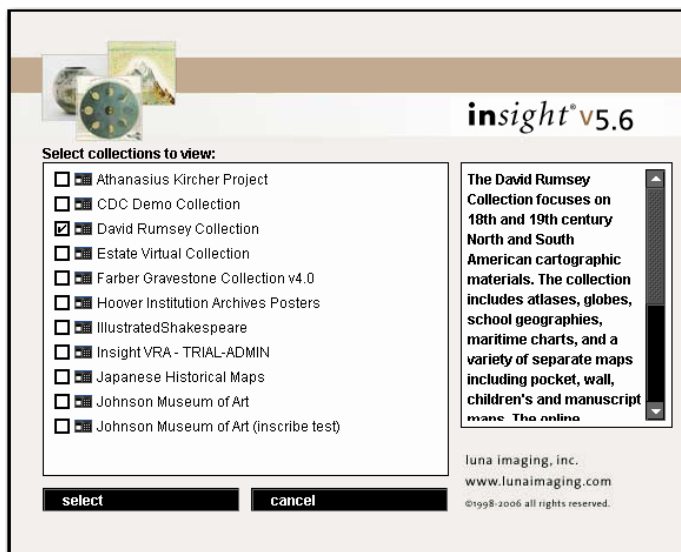 insight® v5.6
Select collections to view:
Athanasius Kircher Project
CDC Demo Collection
David Rumsey Collection
Estate Virtual Collection
Farber Gravestone Collection v4.0
Hoover Institution Archives Posters
IllustratedShakespeare
Insight VRA - TRIAL-ADMIN
Japanese Historical Maps
Johnson Museum of Art
Johnson Museum of Art (inscribe test)
The David Rumsey
Collection focuses on
18th and 19th century
North and South
American cartographic
materials. The collection
includes atlases, globes,
school geographies,
maritime charts, and a
variety of separate maps
including pocket, wall,
children's and manuscript
maps. The online
select
cancel
luna imaging, inc.
www.lunaimaging.com
©1998-2006 all rights reserved.